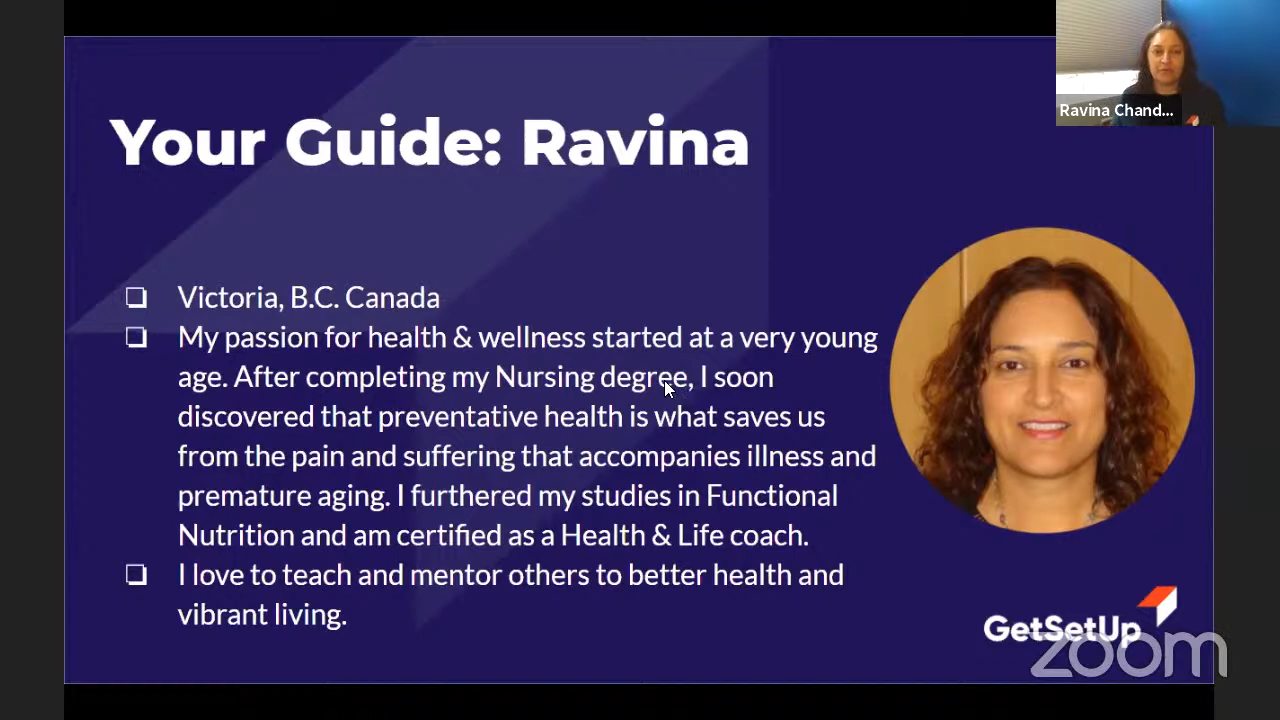 Ravina Chand...
Your Guide: Ravina
❏ Victoria, B.C. Canada
❏ My passion for health & wellness started at a very young
age. After completing my Nursing degree, I soon
discovered that preventative health is what saves us
from the pain and suffering that accompanies illness and
premature aging. I furthered my studies in Functional
Nutrition and am certified as a Health & Life coach.
❏ I love to teach and mentor others to better health and
vibrant living.
GetSetUp
zoom